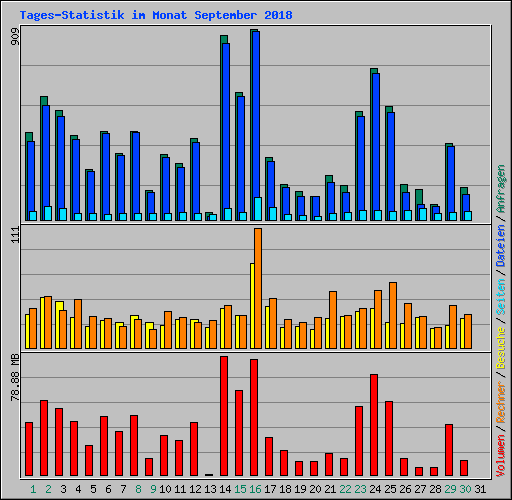 Tages-Statistik im Monat September 2018
909
111
78.88 MB
Volumen / Rechner / Besuche / Seiten / Dateien / Anfragen
1 2 3 4 5 6 7 8 9 10 11 12 13 14 15 16 17 18 19 20 21 22 23 24 25 26 27 28 29 30 31